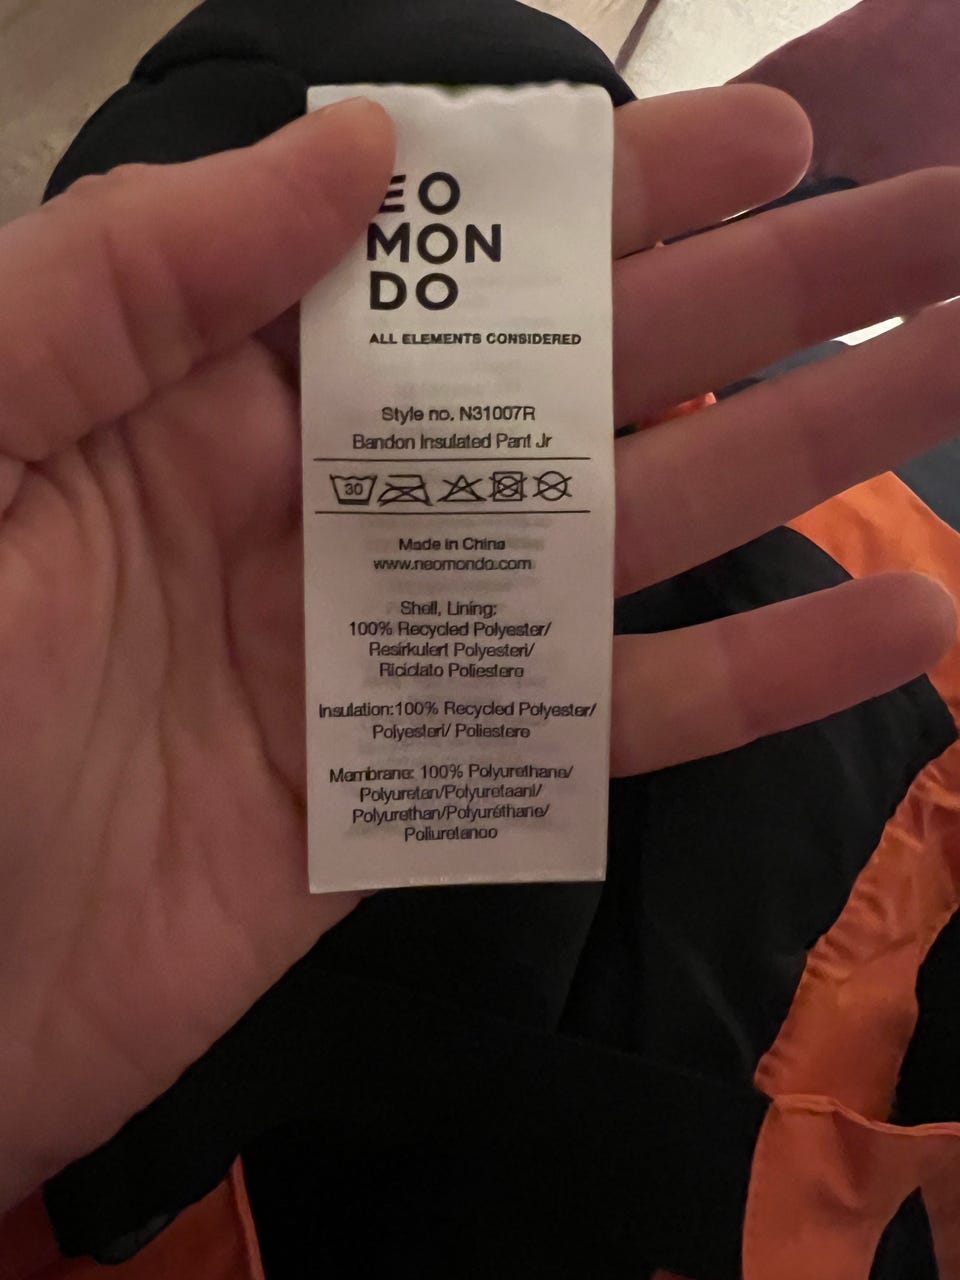 EO
MON
DO
ALL ELEMENTS CONSIDERED
Style no. N31007R
Bandon Insulated Pant Jr
30
Made in China
www.neomondo.com
Shell, Lining:
100% Recycled Polyester/
Resirkulert Polyesteri/
Riciclato Poliestere
Insulation:100% Recycled Polyester/
Polyesteri/ Poliestere
Membrane: 100% Polyurethane/
Polyuretan/Polyuretaani/
Polyurethan/Polyuréthane/
Poliuretanoo